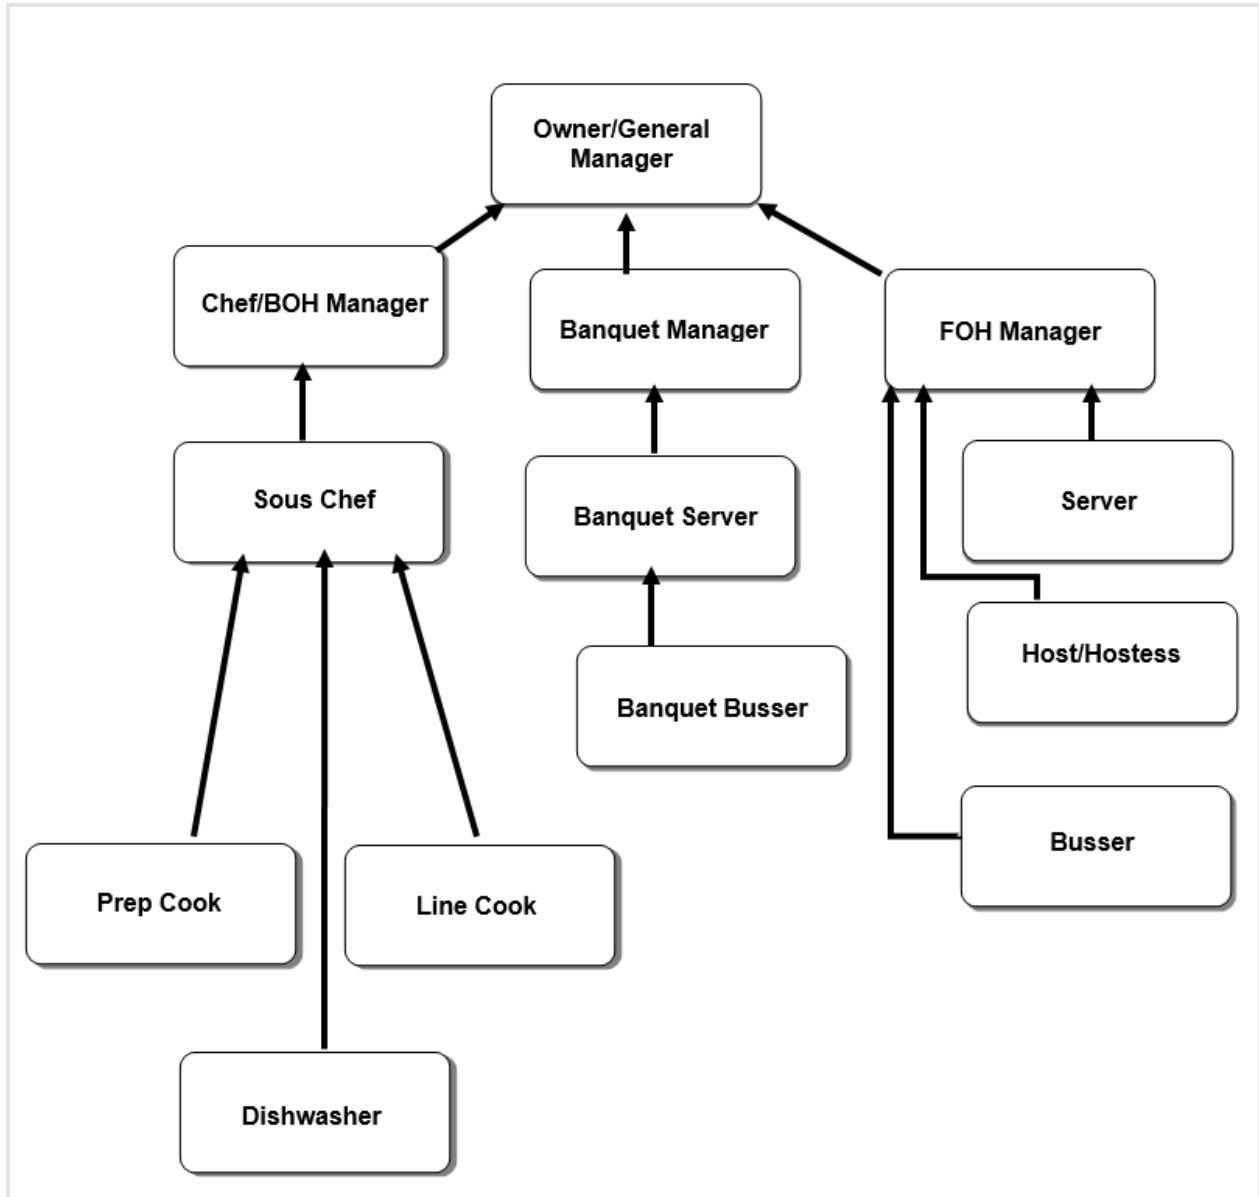 Owner/General
Manager
Chef/BOH Manager
Banquet Manager
FOH Manager
Sous Chef
Banquet Server
Server
Host/Hostess
Banquet Busser
Busser
Prep Cook
Line Cook
Dishwasher